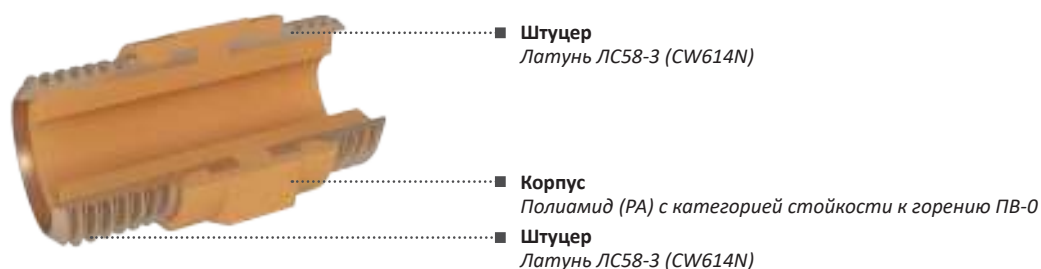 Штуцер
Латунь ЛС58-3 (CW614N)
Корпус
Полиамид (PA) с категорией стойкости к горению ПВ-0
Штуцер
Латунь ЛС58-3 (CW614N)